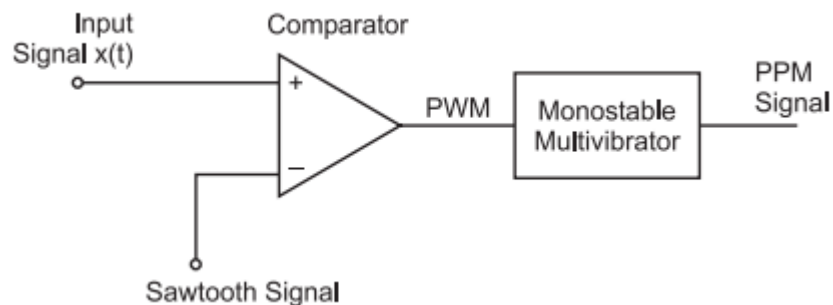 Input
Signal x(t)
Comparator
+
−
PWM
Monostable
Multivibrator
PPM
Signal
Sawtooth Signal